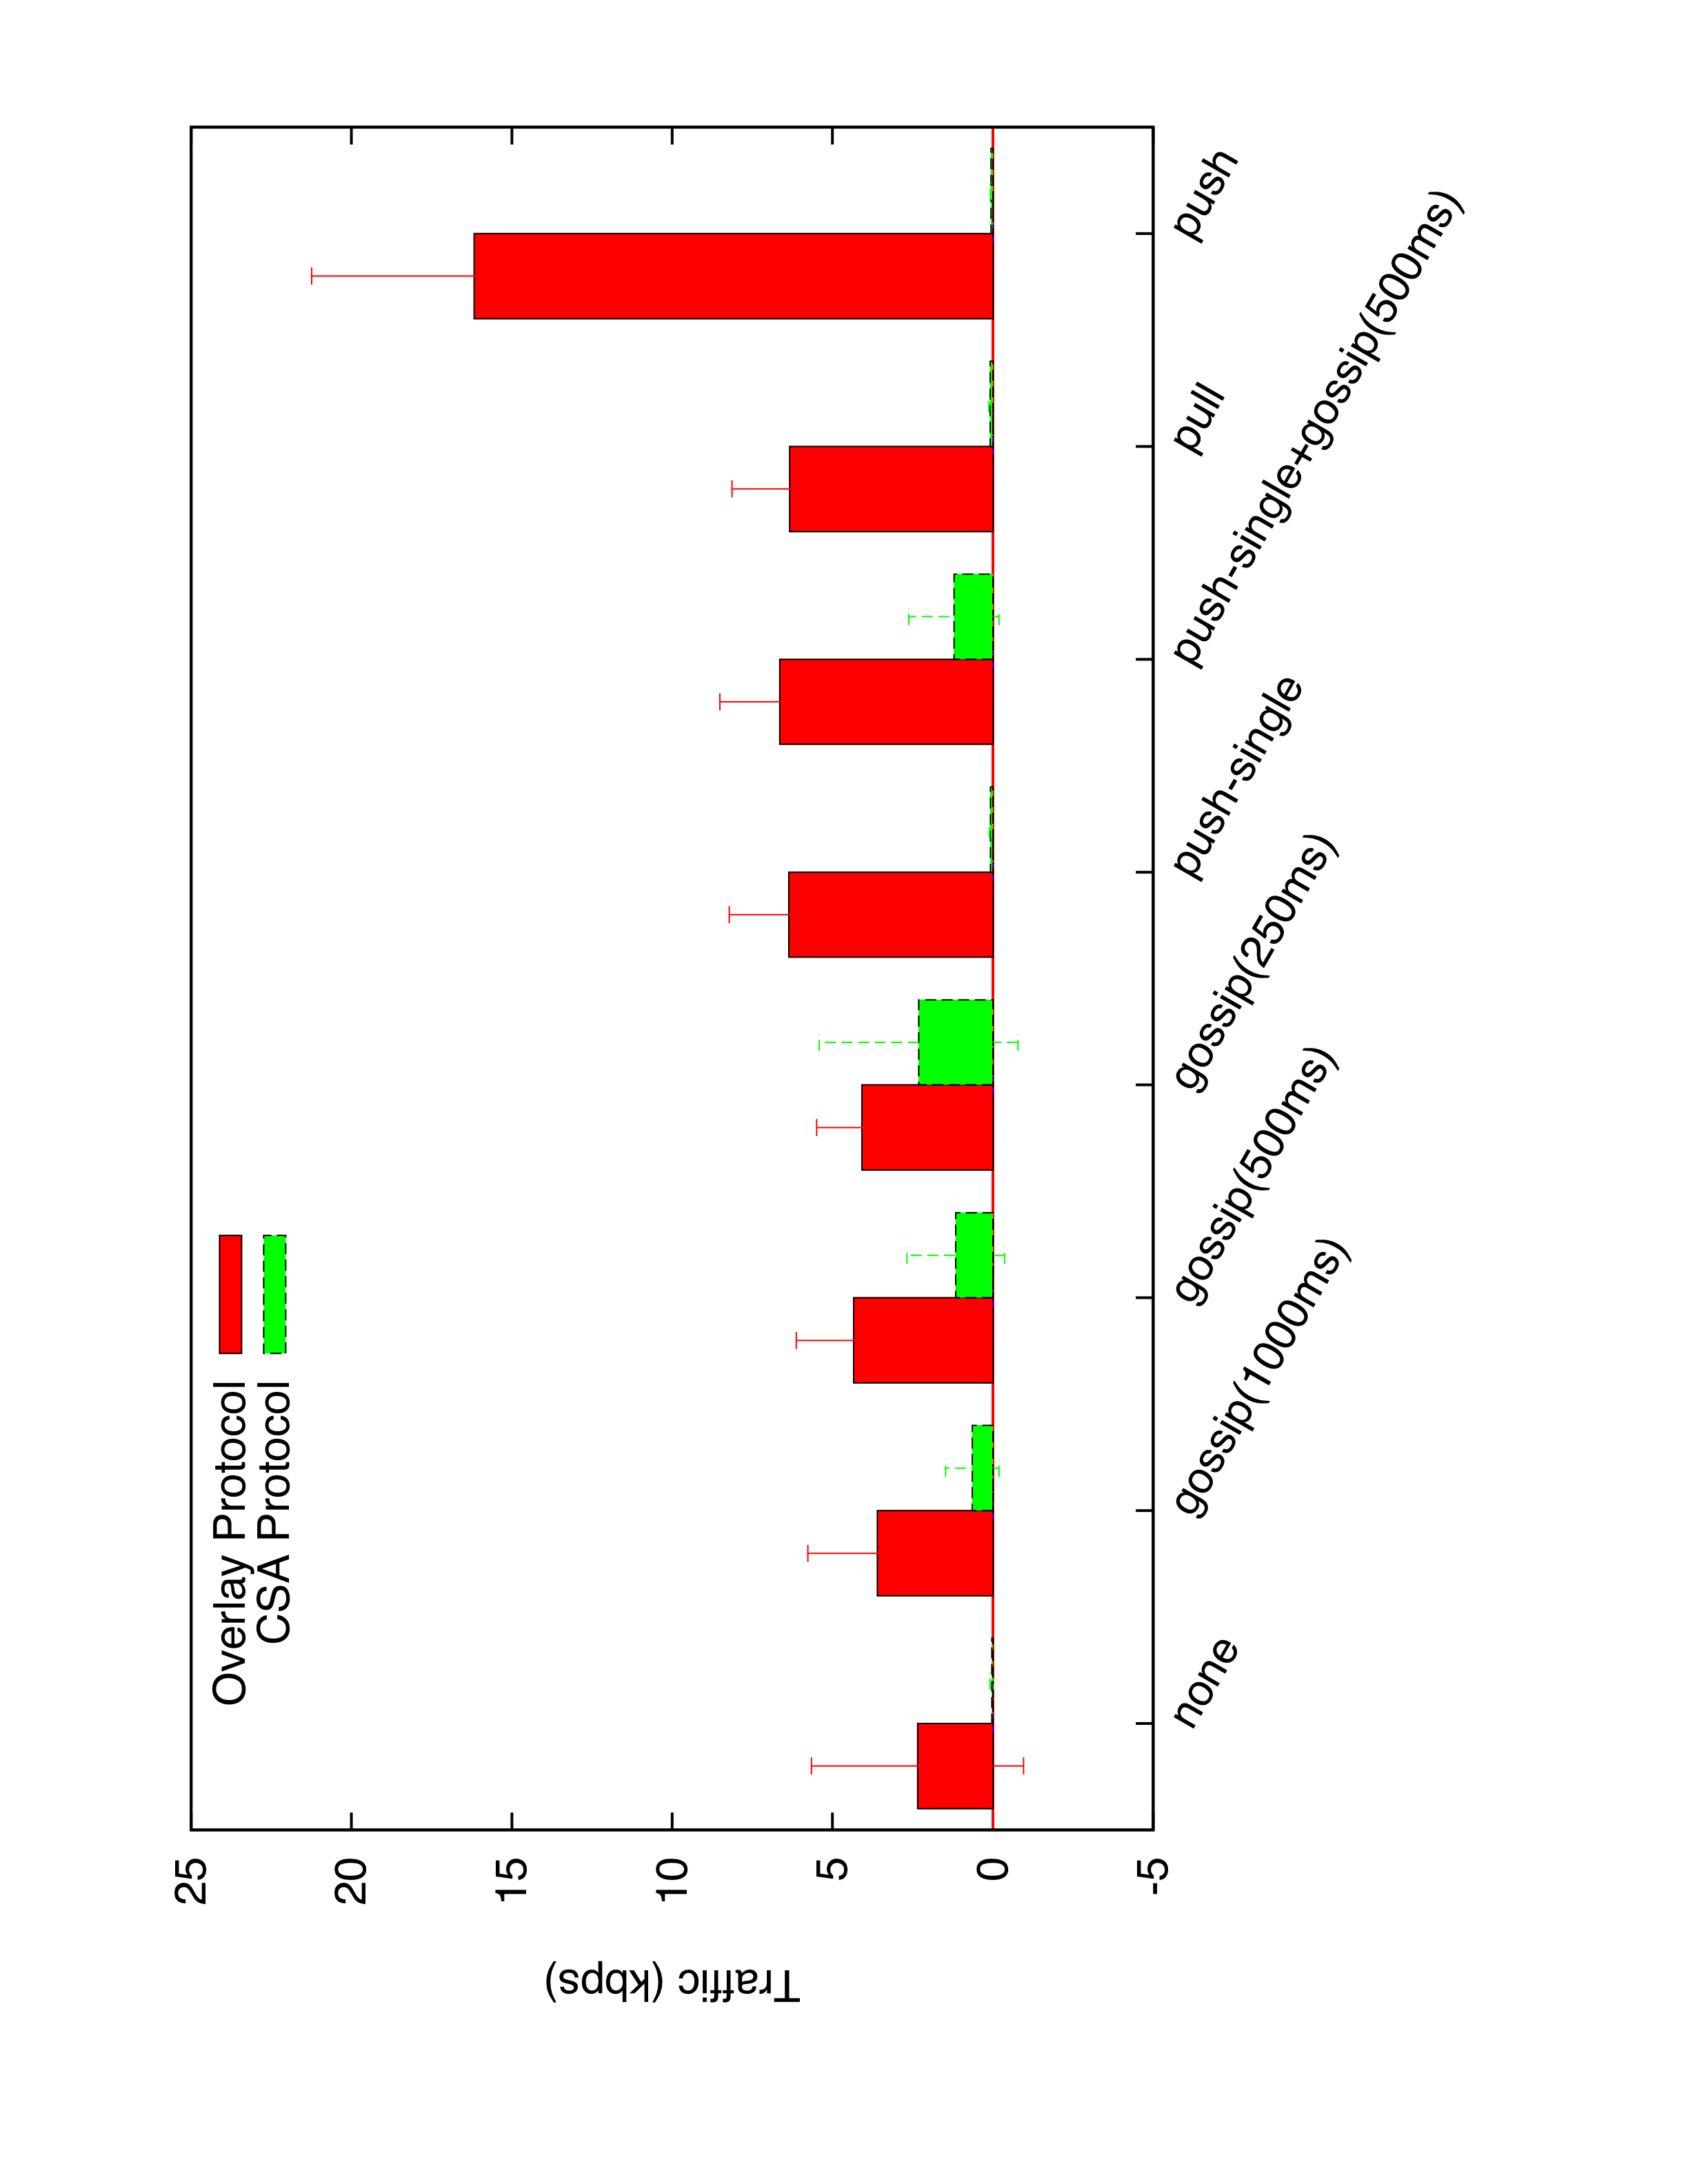 Overlay Protocol
CSA Protocol
25
20
15
10
5
0
-5
Traffic (kbps)
none
gossip(1000ms)
gossip(500ms)
gossip(250ms)
push-single
push-single+gossip(500ms)
pull
push